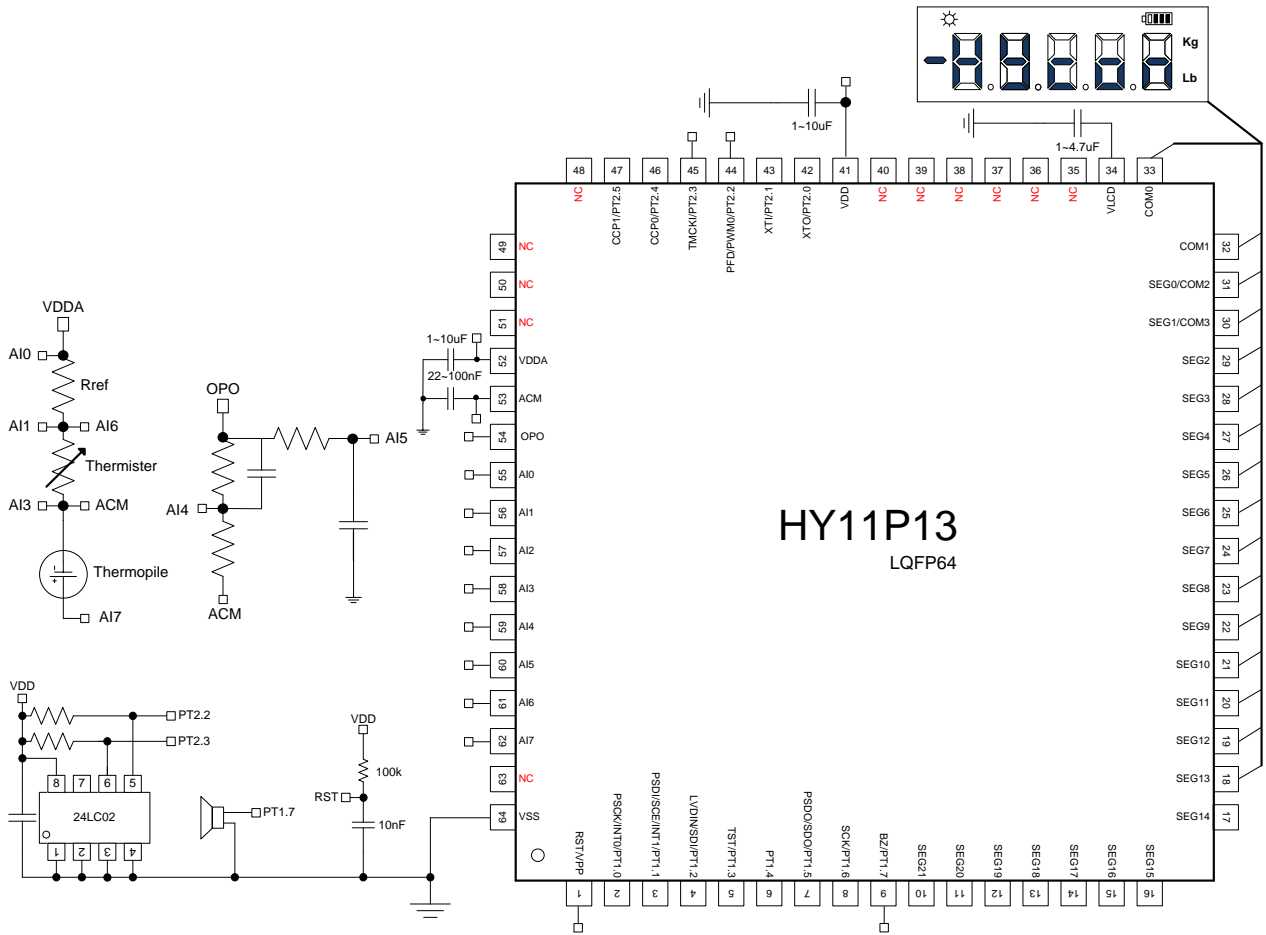 Kg
Lb
1~10uF
1~4.7uF
48 47 46 45 44 43 42 41 40 39 38 37 36 35 34 33
NC
CCP1/PT2.5
CCP0/PT2.4
TMCKI/PT2.3
PFD/PWM0/PT2.2
XTI/PT2.1
XTO/PT2.0
VDD
NC
NC
NC
NC
NC
NC
VLCD
COM0
49 NC
50 NC
51 NC
52 VDDA
53 ACM
54 OPO
55 AI0
56 AI1
57 AI2
58 AI3
59 AI4
60 AI5
61 AI6
62 AI7
63 NC
64 VSS
1~10uF
22~100nF
COM1 32
SEG0/COM2 31
SEG1/COM3 30
SEG2 29
SEG3 28
SEG4 27
SEG5 26
SEG6 25
SEG7 24
SEG8 23
SEG9 22
SEG10 21
SEG11 20
SEG12 19
SEG13 18
SEG14 17
HY11P13
LQFP64
VDDA
AI0
Rref
AI1 AI6
Thermister
AI3 ACM
Thermopile
AI7
OPO
AI5
AI4
ACM
VDD
PT2.2
PT2.3
8 7 6 5
24LC02
1 2 3 4
PT1.7
VDD
100k
RST
10nF
RST/VPP
PSCK/INT0/PT1.0
PSDI/SCE/INT1/PT1.1
LVDIN/SDI/PT1.2
TST/PT1.3
PT1.4
PSDO/SDO/PT1.5
SCK/PT1.6
BZ/PT1.7
SEG21
SEG20
SEG19
SEG18
SEG17
SEG16
SEG15
1 2 3 4 5 6 7 8 9 10 11 12 13 14 15 16